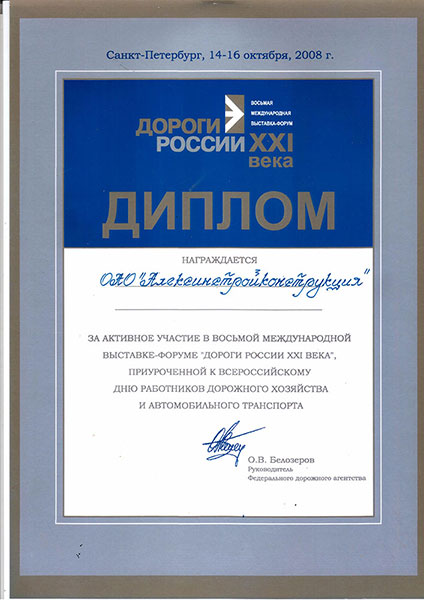 Санкт-Петербург, 14-16 октября, 2008 г.
ВОСЬМАЯ
МЕЖДУНАРОДНАЯ
ВЫСТАВКА-ФОРУМ
ДОРОГИ
РОССИИ XXI
века
ДИПЛОМ
НАГРАЖДАЕТСЯ
ОАО "Алексинстройконструкция"
ЗА АКТИВНОЕ УЧАСТИЕ В ВОСЬМОЙ МЕЖДУНАРОДНОЙ
ВЫСТАВКЕ-ФОРУМЕ "ДОРОГИ РОССИИ XXI ВЕКА",
ПРИУРОЧЕННОЙ К ВСЕРОССИЙСКОМУ
ДНЮ РАБОТНИКОВ ДОРОЖНОГО ХОЗЯЙСТВА
И АВТОМОБИЛЬНОГО ТРАНСПОРТА
О.В. Белозеров
Руководитель
Федерального дорожного агентства